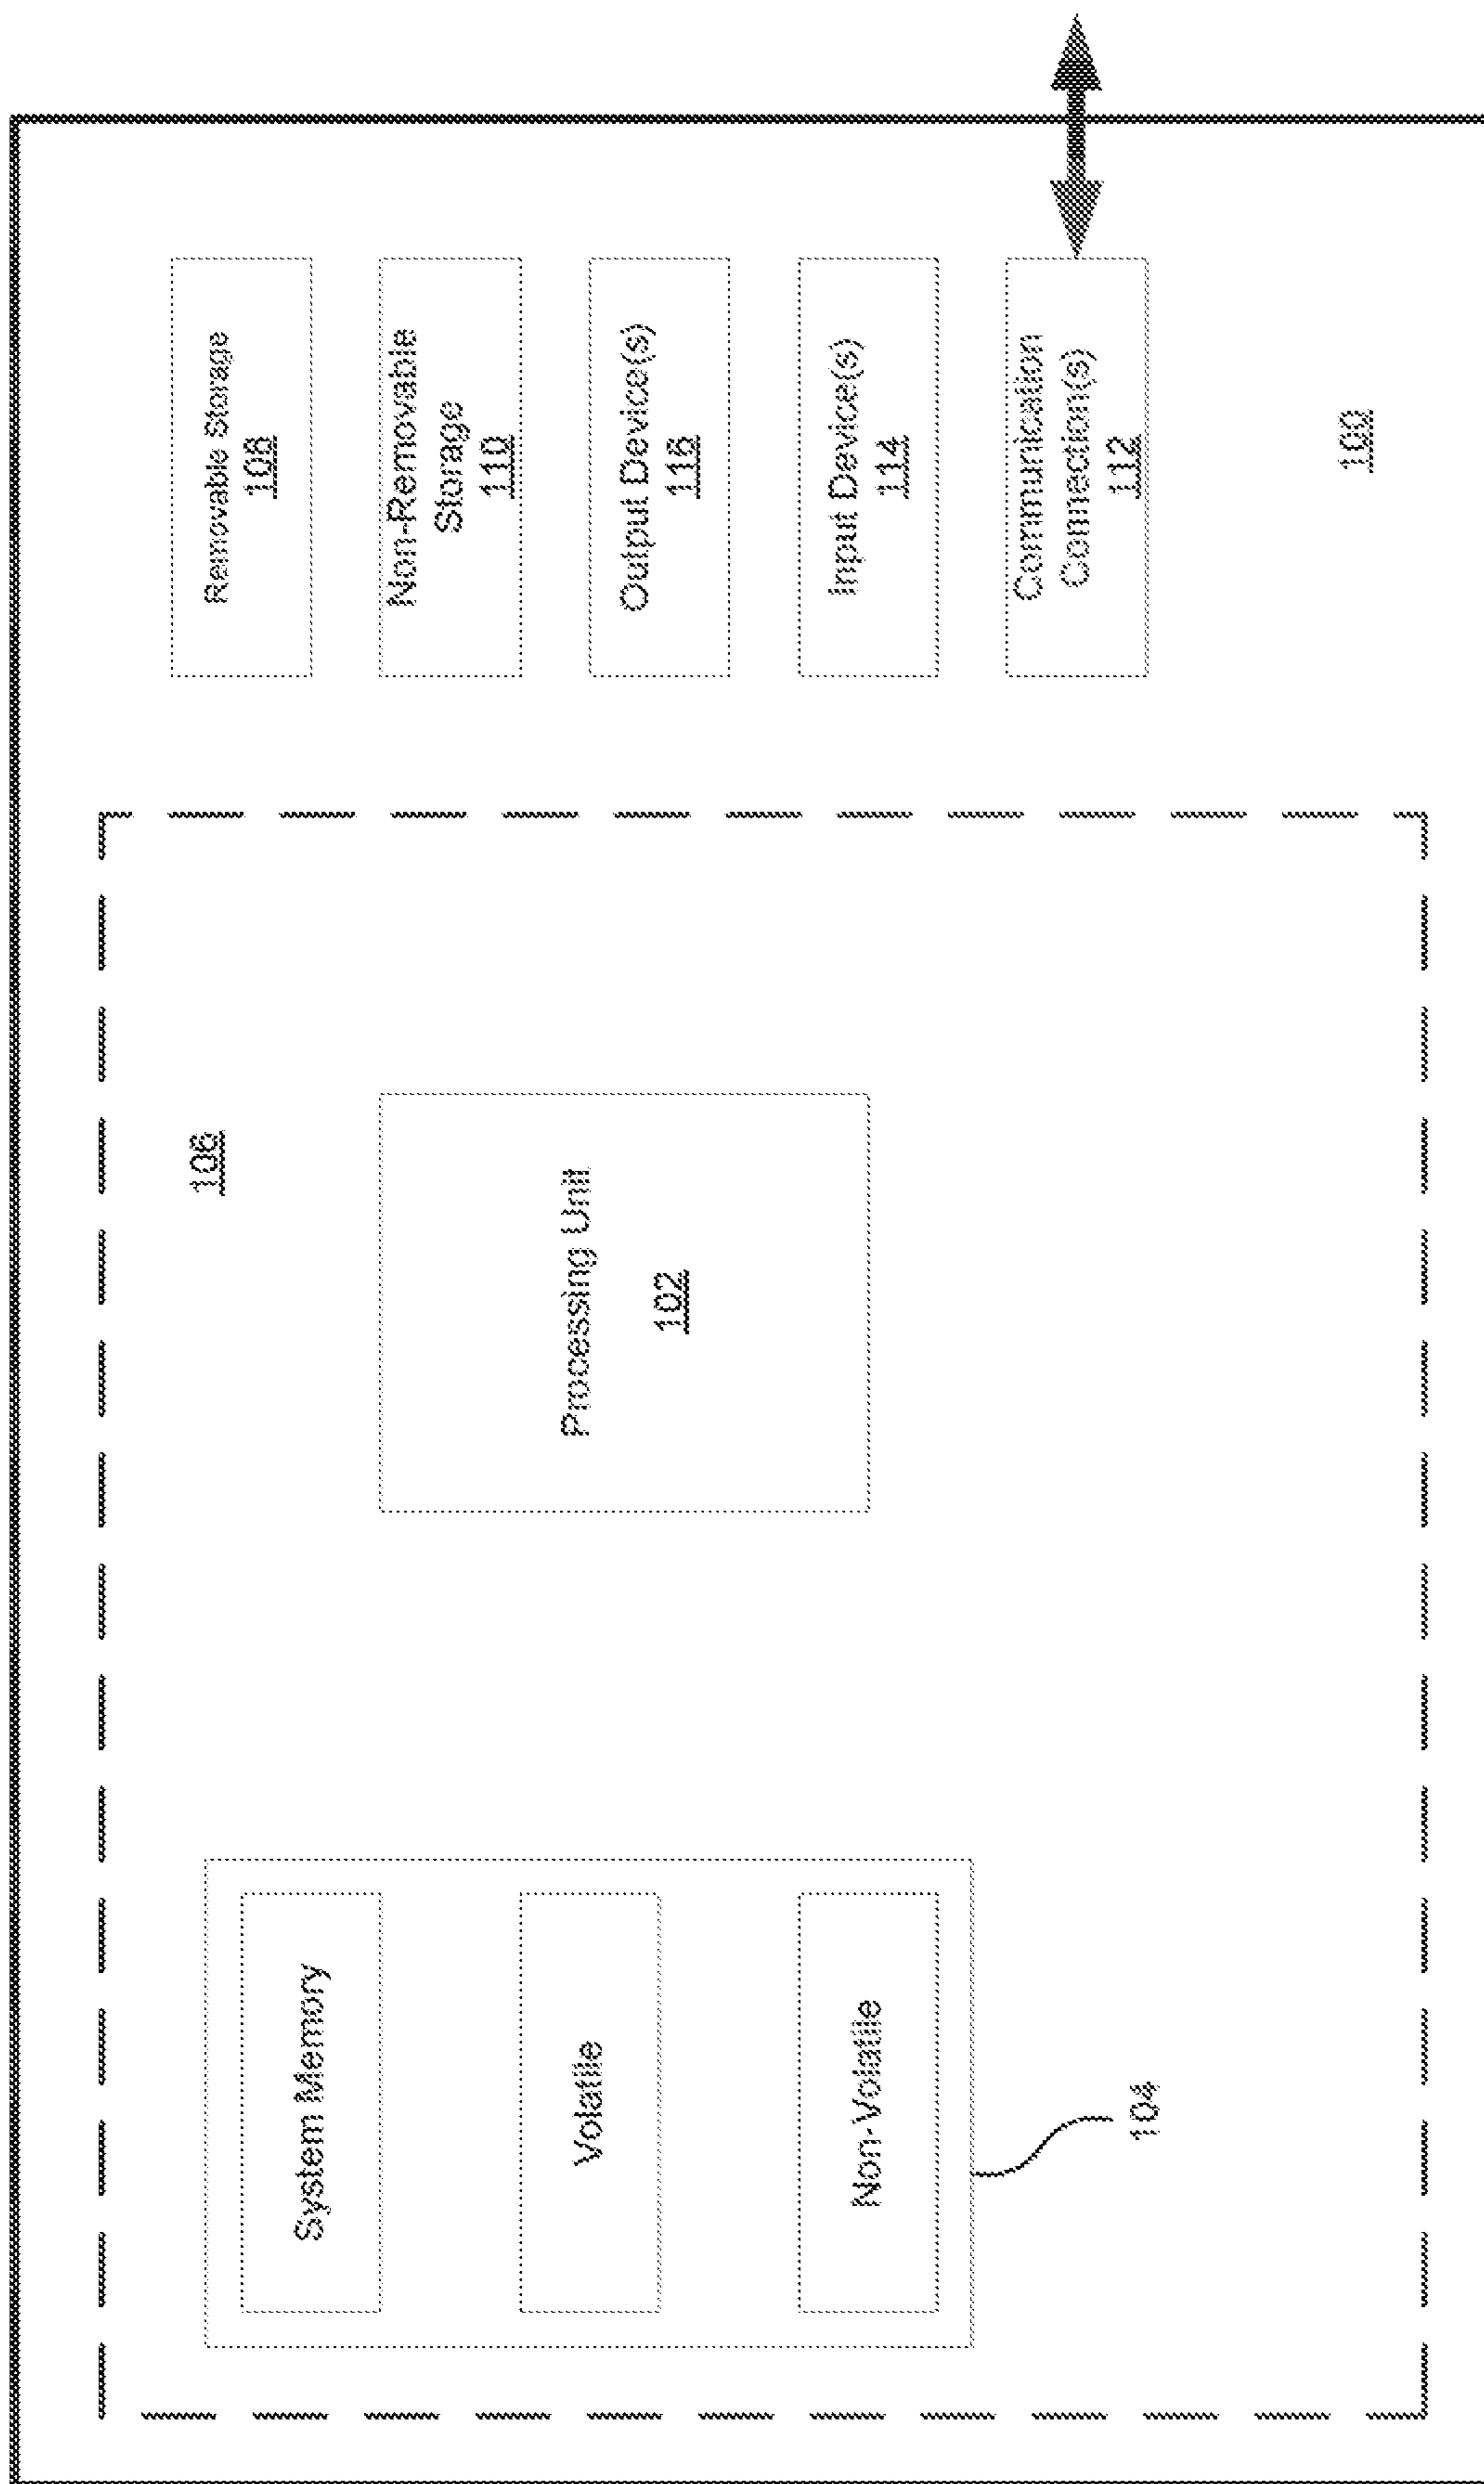 106
System Memory
Volatile
Non-Volatile
104
Processing Unit
102
Removable Storage
108
Non-Removable
Storage
110
Output Device(s)
116
Input Device(s)
114
Communication
Connection(s)
112
100